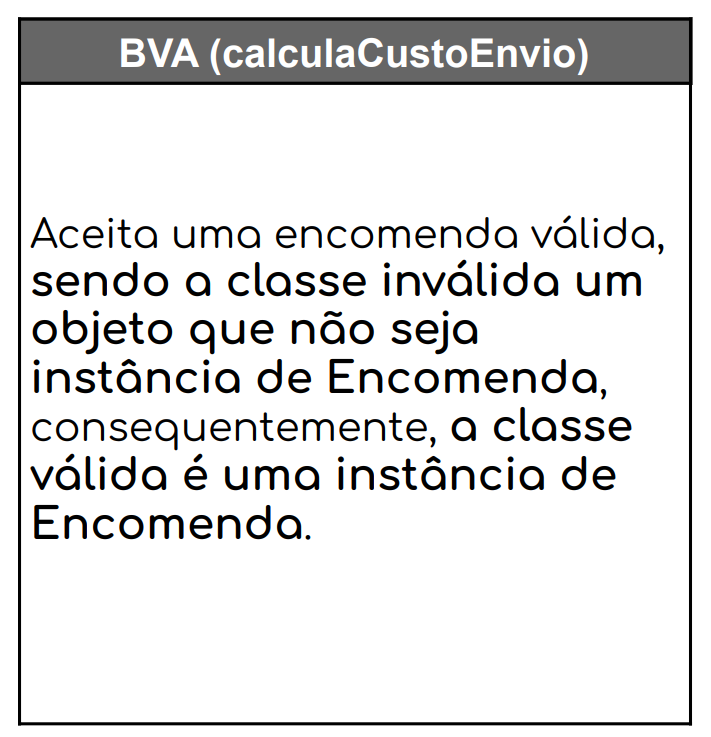 BVA (calculaCustoEnvio)
Aceita uma encomenda válida,
sendo a classe inválida um
objeto que não seja
instância de Encomenda,
consequentemente, a classe
válida é uma instância de
Encomenda.